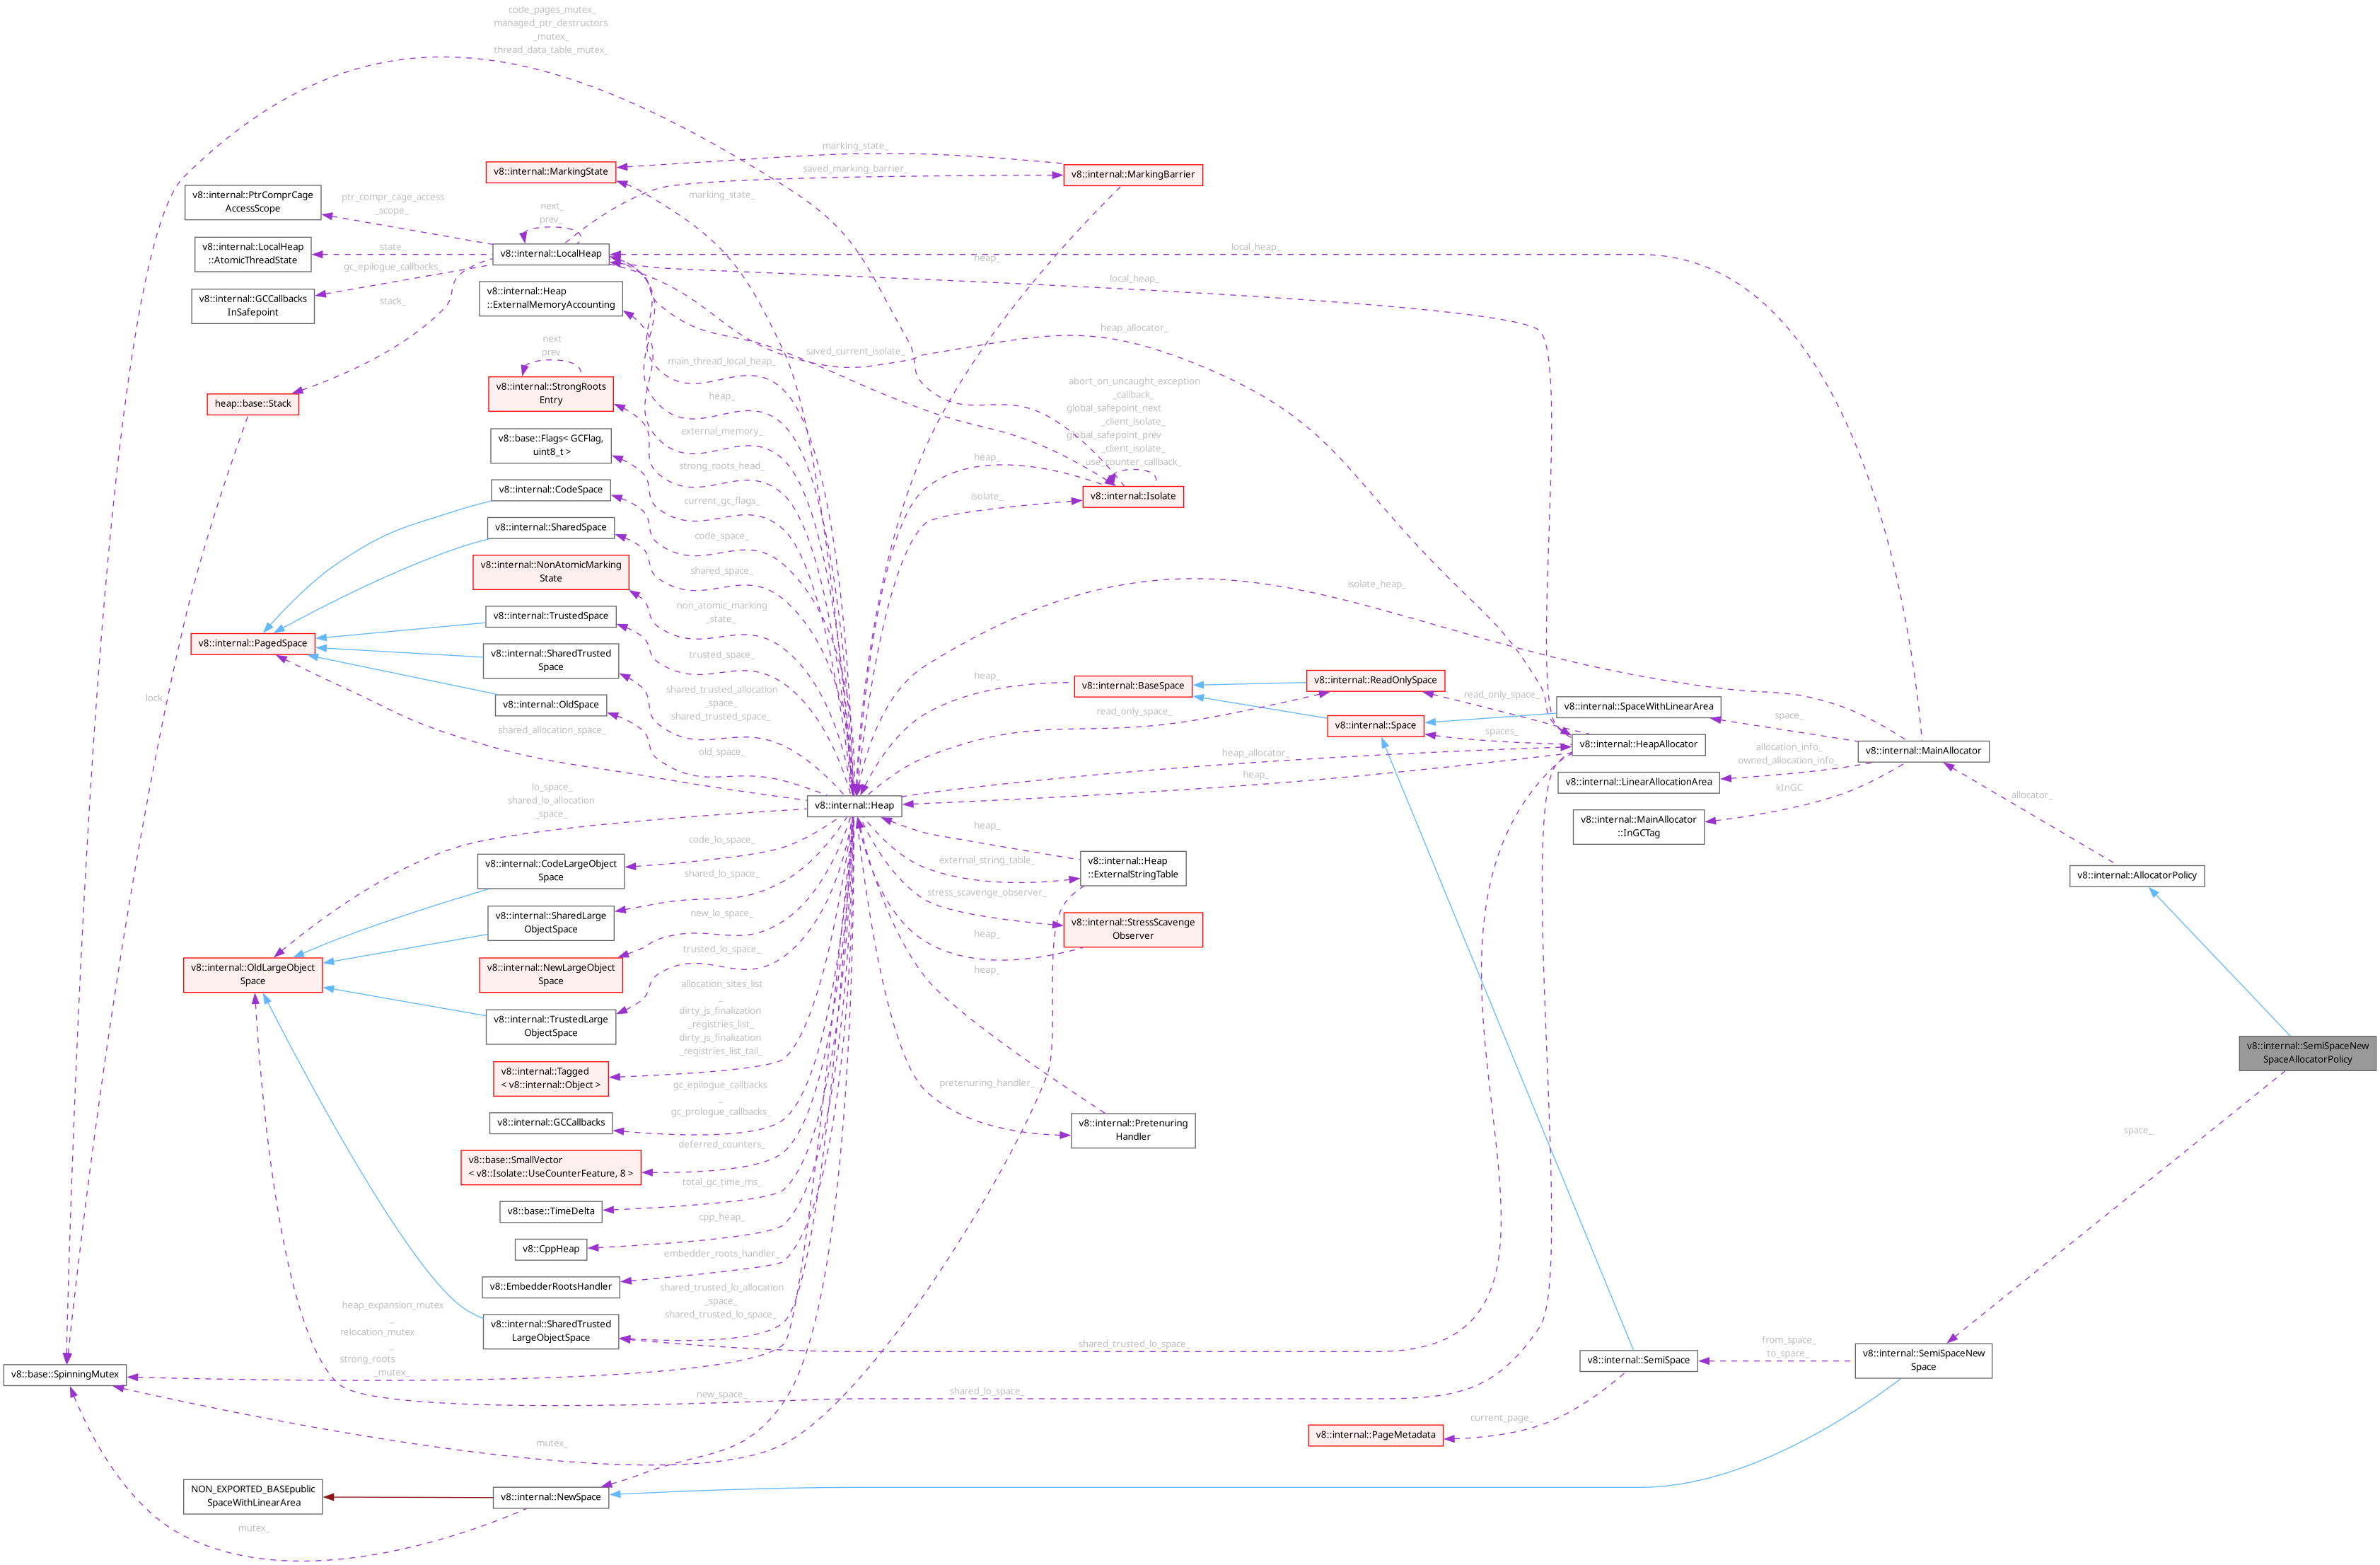 code_pages_mutex_
managed_ptr_destructors
_mutex_
thread_data_table_mutex_
marking_state_
v8::internal::MarkingState
saved_marking_barrier_
v8::internal::MarkingBarrier
v8::internal::PtrComprCage
AccessScope
ptr_compr_cage_access
_scope_
next_
prev_
marking_state_
v8::internal::LocalHeap
::AtomicThreadState
state_
v8::internal::LocalHeap
local_heap_
heap_
gc_epilogue_callbacks_
local_heap_
v8::internal::GCCallbacks
InSafepoint
stack_
v8::internal::Heap
::ExternalMemoryAccounting
heap_allocator_
next
prev
main_thread_local_heap_
saved_current_isolate_
v8::internal::StrongRoots
Entry
heap_
abort_on_uncaught_exception
_callback_
global_safepoint_next
_client_isolate_
global_safepoint_prev
_client_isolate_
use_counter_callback_
heap::base::Stack
external_memory_
v8::base::Flags< GCFlag,
uint8_t >
strong_roots_head_
heap_
v8::internal::CodeSpace
current_gc_flags_
isolate_
v8::internal::Isolate
v8::internal::SharedSpace
code_space_
v8::internal::NonAtomicMarking
State
shared_space_
isolate_heap_
v8::internal::TrustedSpace
non_atomic_marking
_state_
v8::internal::PagedSpace
v8::internal::SharedTrusted
Space
trusted_space_
heap_
v8::internal::BaseSpace
v8::internal::ReadOnlySpace
lock_
v8::internal::OldSpace
shared_trusted_allocation
_space_
shared_trusted_space_
read_only_space_
read_only_space_
v8::internal::SpaceWithLinearArea
space_
shared_allocation_space_
old_space_
heap_allocator_
v8::internal::Space
spaces_
v8::internal::HeapAllocator
allocation_info_
owned_allocation_info_
v8::internal::MainAllocator
heap_
v8::internal::LinearAllocationArea
kInGC
allocator_
lo_space_
shared_lo_allocation
_space_
v8::internal::Heap
v8::internal::MainAllocator
::InGCTag
code_lo_space_
heap_
v8::internal::CodeLargeObject
Space
shared_lo_space_
external_string_table_
v8::internal::Heap
::ExternalStringTable
v8::internal::AllocatorPolicy
v8::internal::SharedLarge
ObjectSpace
new_lo_space_
stress_scavenge_observer_
v8::internal::StressScavenge
Observer
v8::internal::OldLargeObject
Space
v8::internal::NewLargeObject
Space
trusted_lo_space_
heap_
heap_
v8::internal::TrustedLarge
ObjectSpace
allocation_sites_list
_
dirty_js_finalization
_registries_list_
dirty_js_finalization
_registries_list_tail_
v8::internal::SemiSpaceNew
SpaceAllocatorPolicy
v8::internal::Tagged
< v8::internal::Object >
gc_epilogue_callbacks
_
gc_prologue_callbacks_
pretenuring_handler_
v8::internal::GCCallbacks
v8::internal::Pretenuring
Handler
space_
v8::base::SmallVector
< v8::Isolate::UseCounterFeature, 8 >
deferred_counters_
v8::base::TimeDelta
total_gc_time_ms_
v8::CppHeap
cpp_heap_
v8::EmbedderRootsHandler
embedder_roots_handler_
heap_expansion_mutex
_
relocation_mutex
_
strong_roots
_mutex_
v8::internal::SharedTrusted
LargeObjectSpace
shared_trusted_lo_allocation
_space_
shared_trusted_lo_space_
shared_trusted_lo_space_
v8::internal::SemiSpace
from_space_
to_space_
v8::internal::SemiSpaceNew
Space
v8::base::SpinningMutex
new_space_
shared_lo_space_
current_page_
v8::internal::PageMetadata
mutex_
NON_EXPORTED_BASEpublic
SpaceWithLinearArea
v8::internal::NewSpace
mutex_